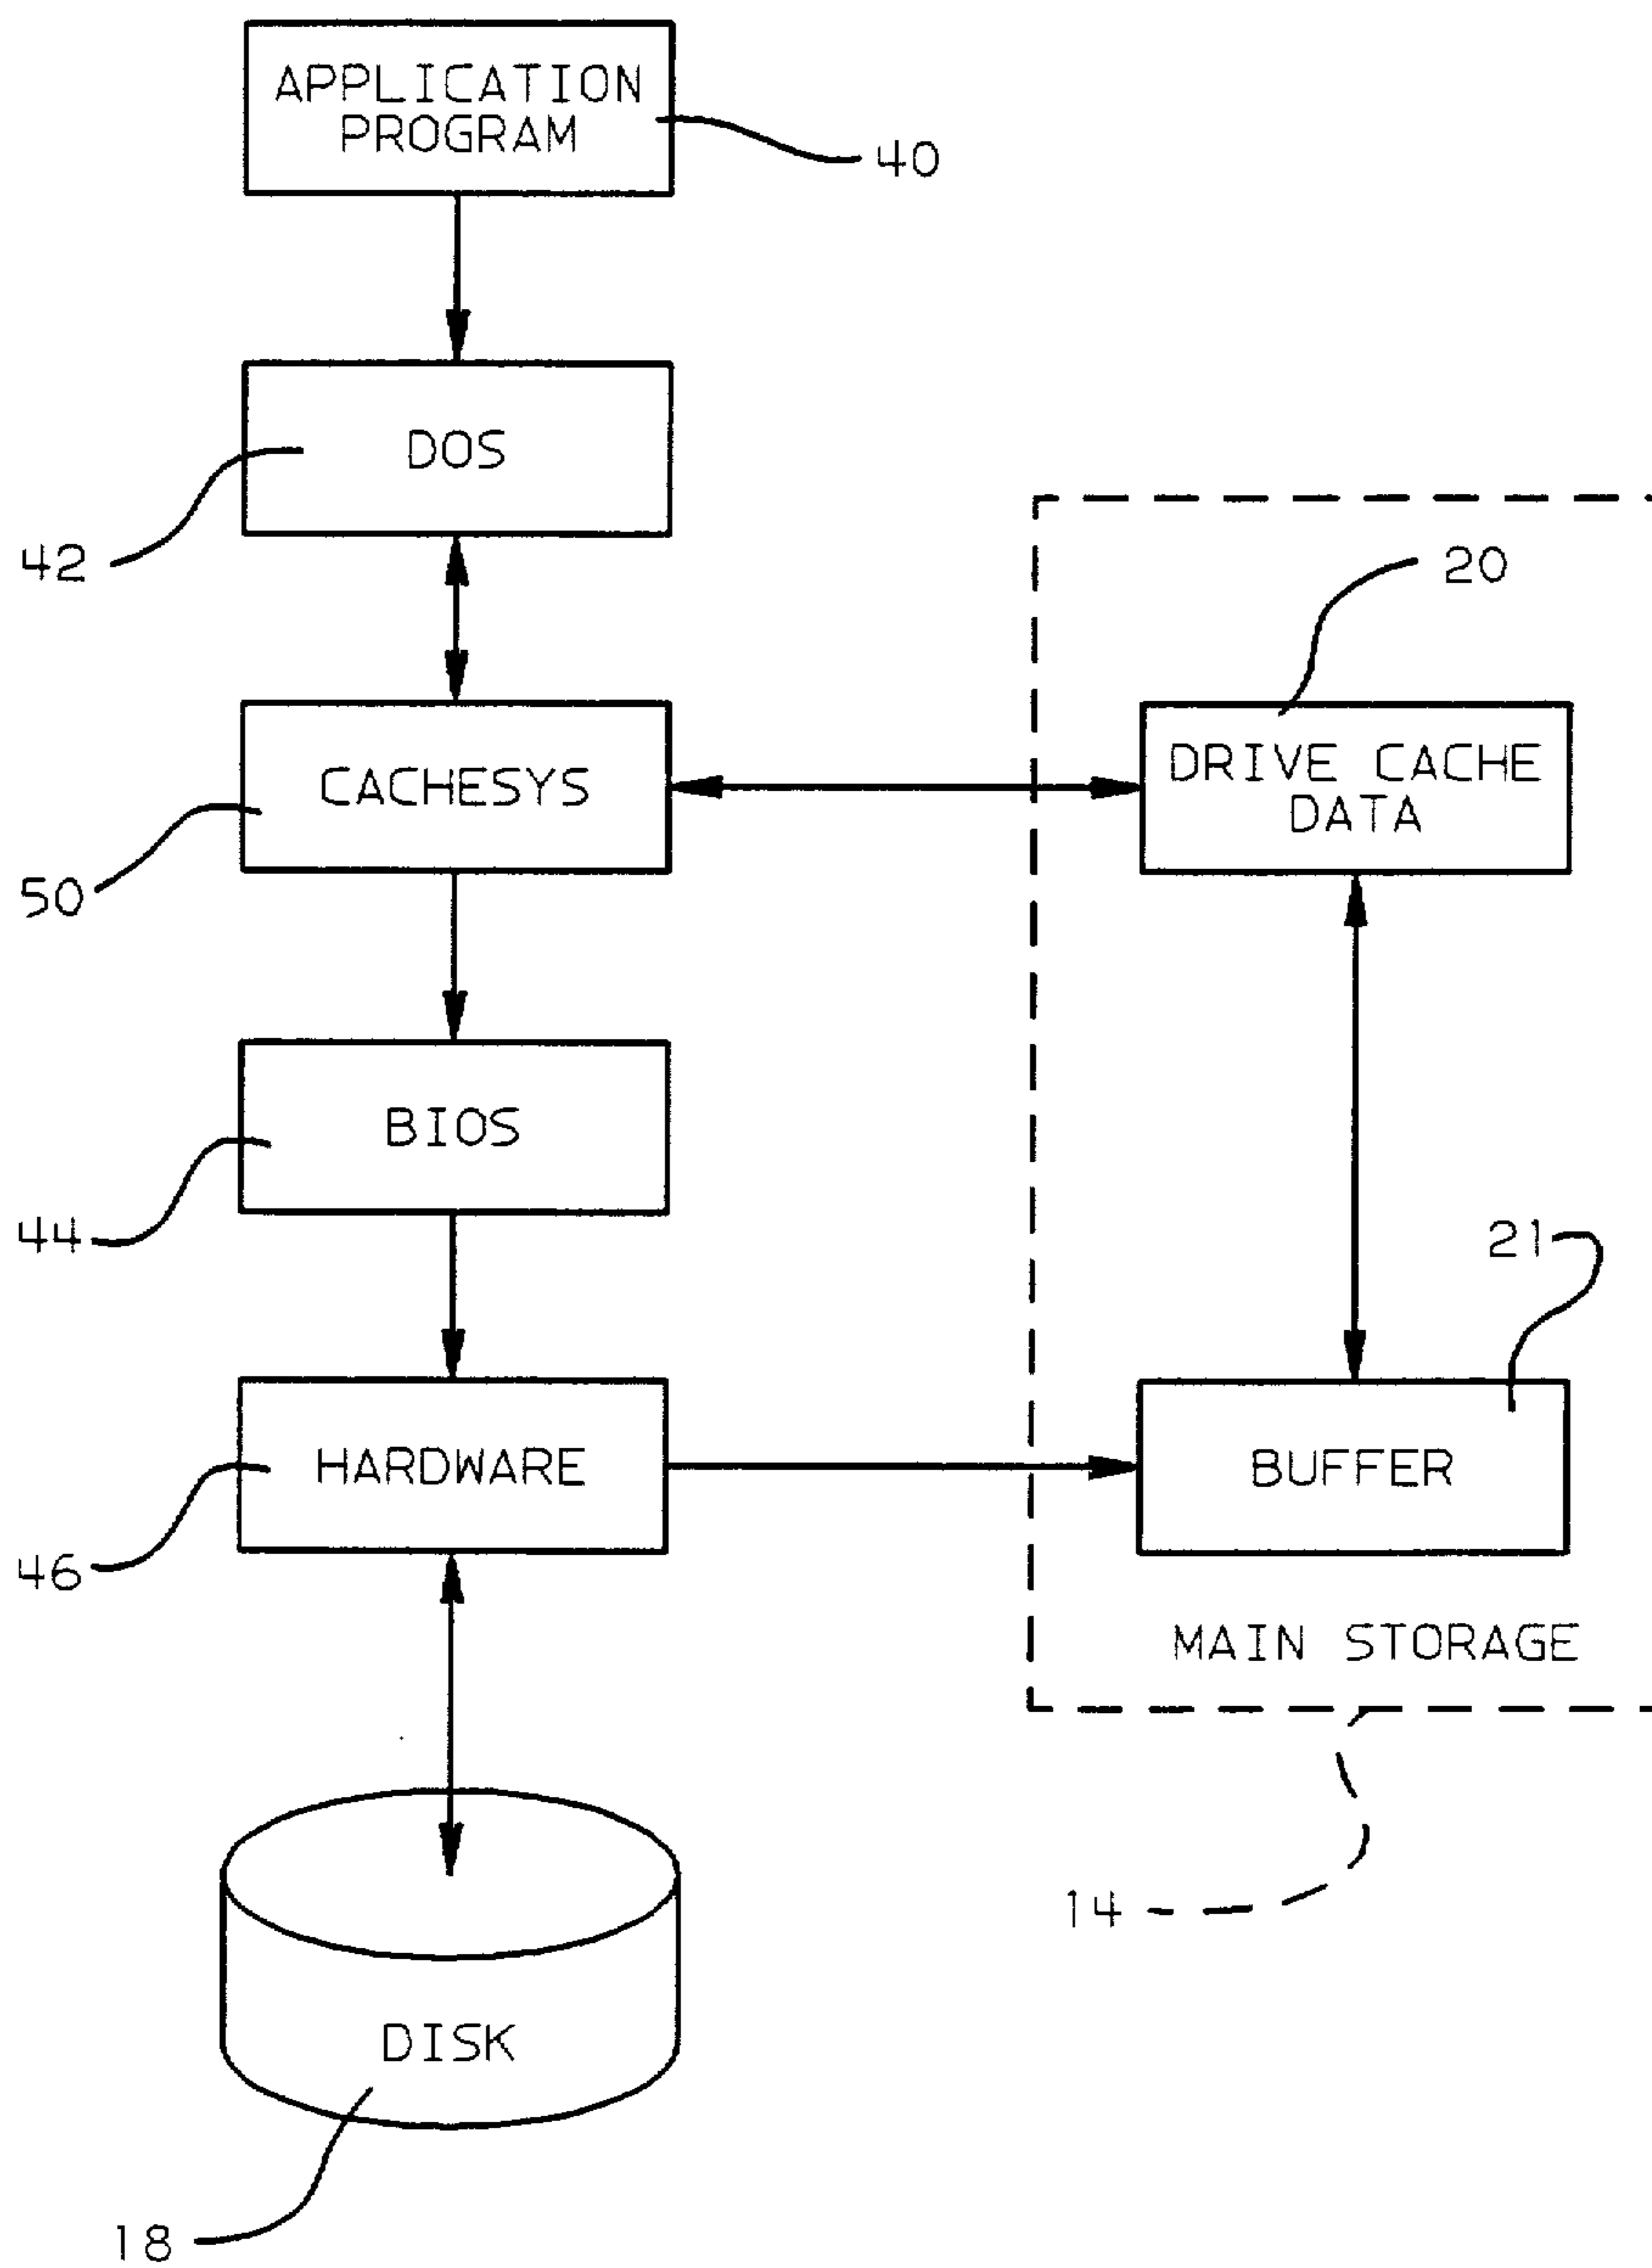 APPLICATION
PROGRAM
40
DOS
42
20
CACHESYS
DRIVE CACHE
DATA
50
BIOS
44
21
HARDWARE
BUFFER
46
MAIN STORAGE
14
DISK
18